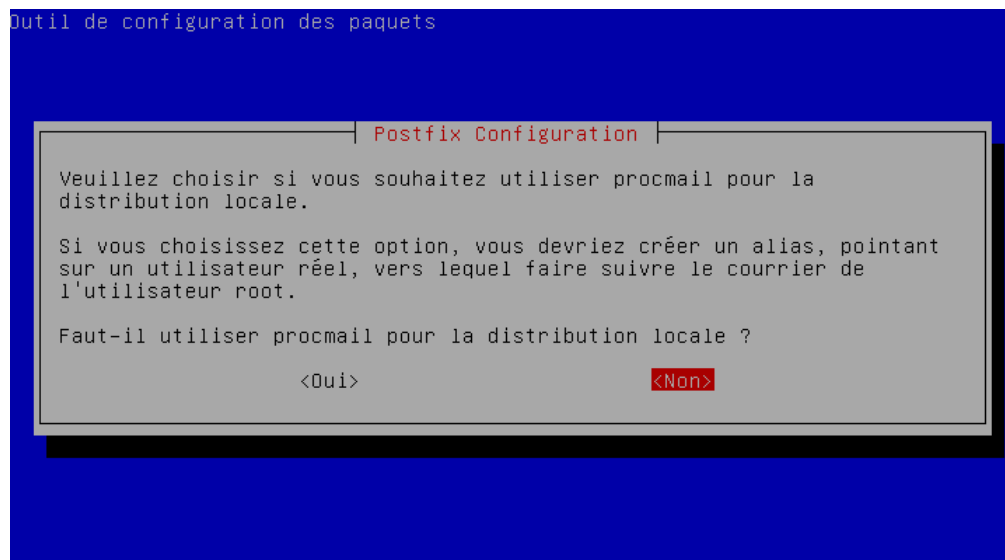 Outil de configuration des paquets
Postfix Configuration
Veuillez choisir si vous souhaitez utiliser procmail pour la
distribution locale.
Si vous choisissez cette option, vous devriez créer un alias, pointant
sur un utilisateur réel, vers lequel faire suivre le courrier de
l'utilisateur root.
Faut-il utiliser procmail pour la distribution locale ?
<Oui> <Non>